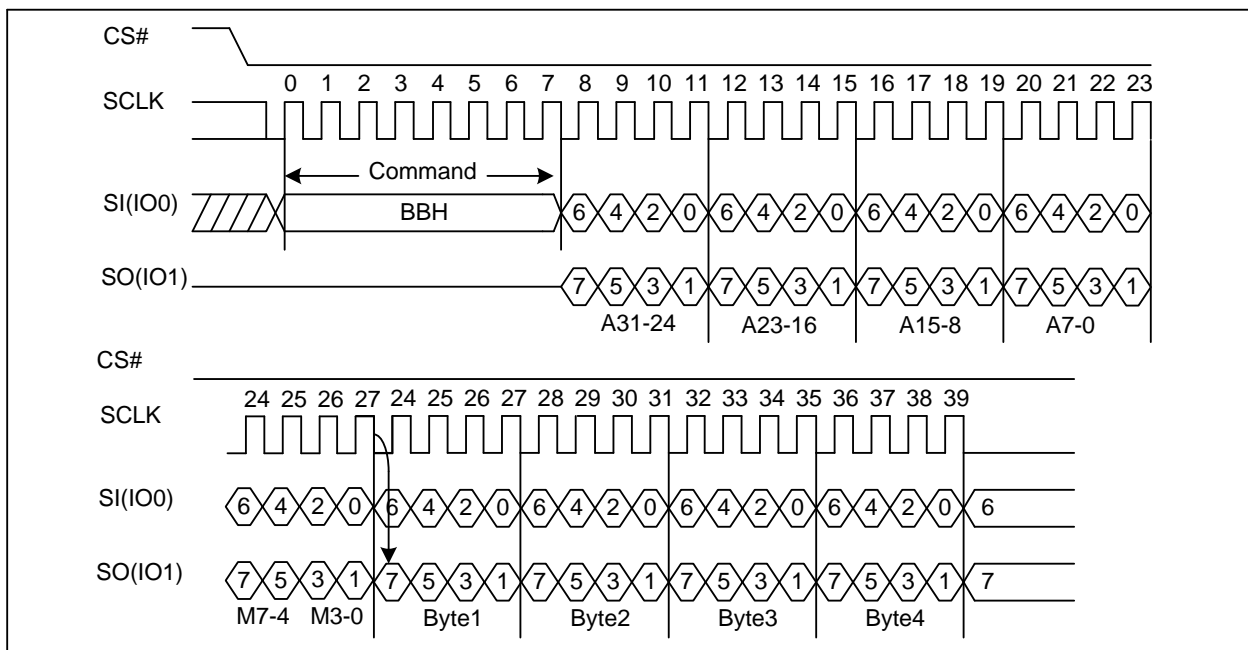 CS#
0 1 2 3 4 5 6 7 8 9 10 11 12 13 14 15 16 17 18 19 20 21 22 23
SCLK
Command
SI(IO0) BBH 6 4 2 0 6 4 2 0 6 4 2 0 6 4 2 0
SO(IO1) 7 5 3 1 7 5 3 1 7 5 3 1 7 5 3 1
A31-24 A23-16 A15-8 A7-0
CS#
24 25 26 27 24 25 26 27 28 29 30 31 32 33 34 35 36 37 38 39
SCLK
SI(IO0) 6 4 2 0 6 4 2 0 6 4 2 0 6 4 2 0 6 4 2 0 6
SO(IO1) 7 5 3 1 7 5 3 1 7 5 3 1 7 5 3 1 7 5 3 1 7
M7-4 M3-0 Byte1 Byte2 Byte3 Byte4